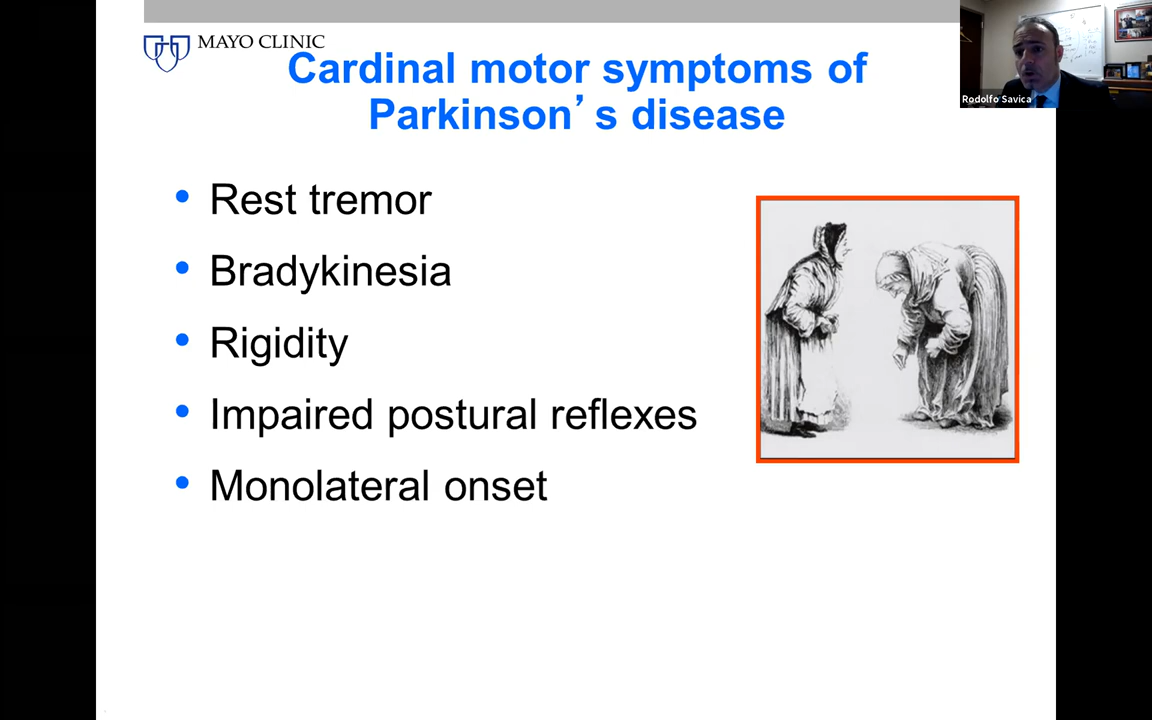 MAYO CLINIC
Cardinal motor symptoms of
Parkinson’s disease
Rodolfo Savica
• Rest tremor
• Bradykinesia
• Rigidity
• Impaired postural reflexes
• Monolateral onset